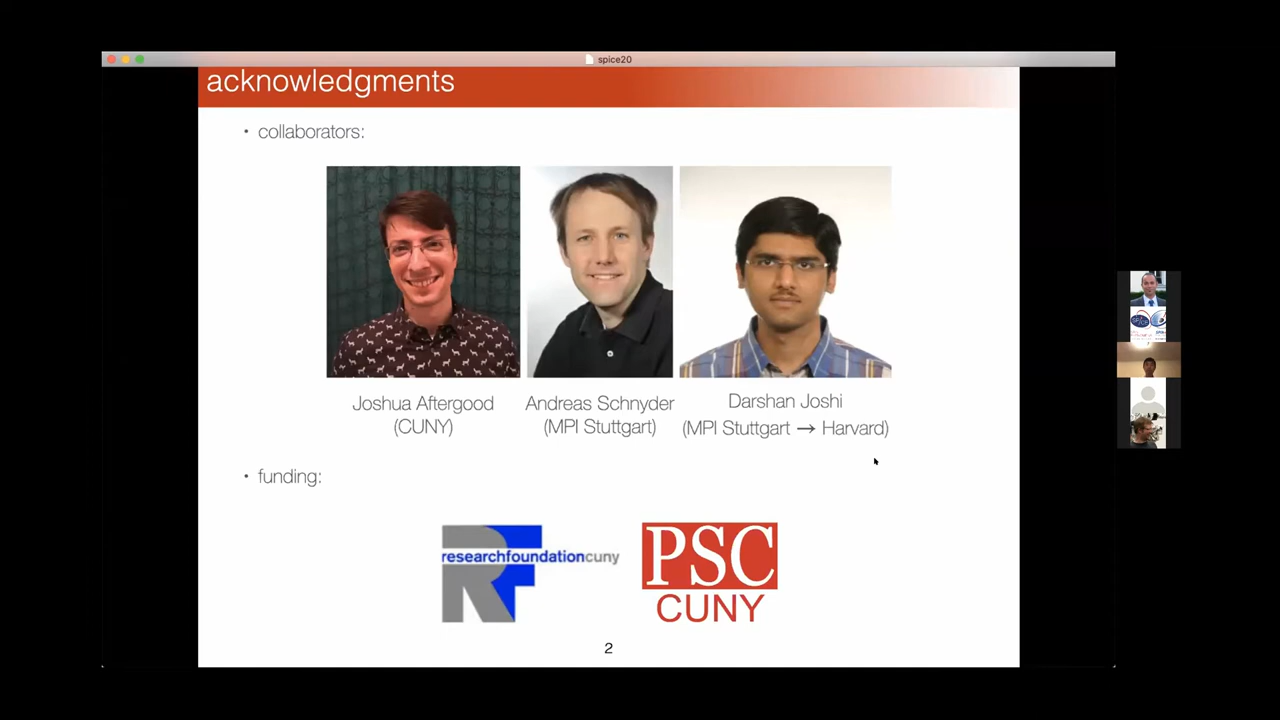 spice20
acknowledgments
• collaborators:
Joshua Aftergood
(CUNY)
Andreas Schnyder
(MPI Stuttgart)
Darshan Joshi
(MPI Stuttgart → Harvard)
• funding:
researchfoundationcuny
RF
PSC
CUNY
2